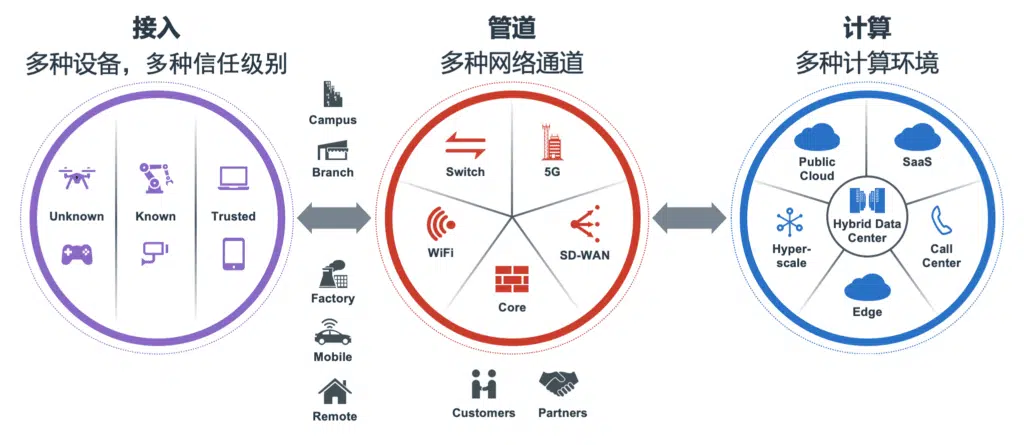 接入
多种设备，多种信任级别
Unknown
Known
Trusted
Campus
Branch
Factory
Mobile
Remote
管道
多种网络通道
Switch
5G
WiFi
SD-WAN
Core
Customers
Partners
计算
多种计算环境
Public
Cloud
SaaS
Hybrid Data
Center
Hyper-
scale
Call
Center
Edge